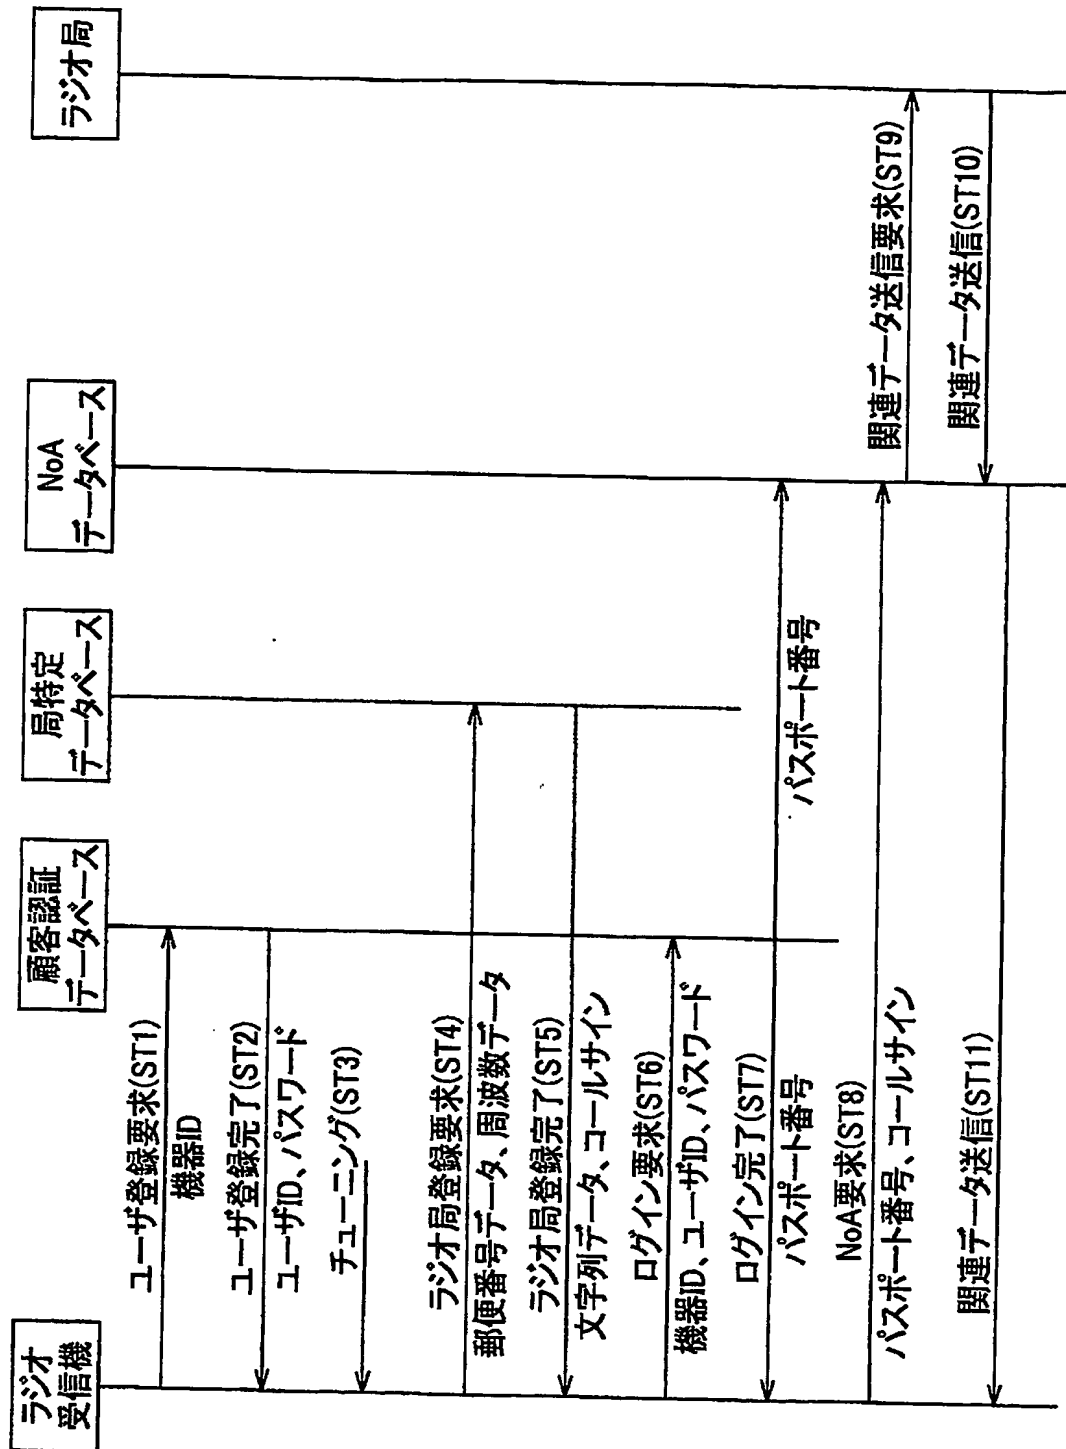 ラジオ
受信機
顧客認証
データベース
局特定
データベース
NoA
データベース
ラジオ局
ユーザ登録要求(ST1)
機器ID
ユーザ登録完了(ST2)
ユーザID、パスワード
チューニング(ST3)
ラジオ局登録要求(ST4)
郵便番号データ、周波数データ
ラジオ局登録完了(ST5)
文字列データ、コールサイン
ログイン要求(ST6)
機器ID、ユーザID、パスワード
ログイン完了(ST7)
パスポート番号
パスポート番号
NoA要求(ST8)
パスポート番号、コールサイン
関連データ送信要求(ST9)
関連データ送信(ST10)
関連データ送信(ST11)